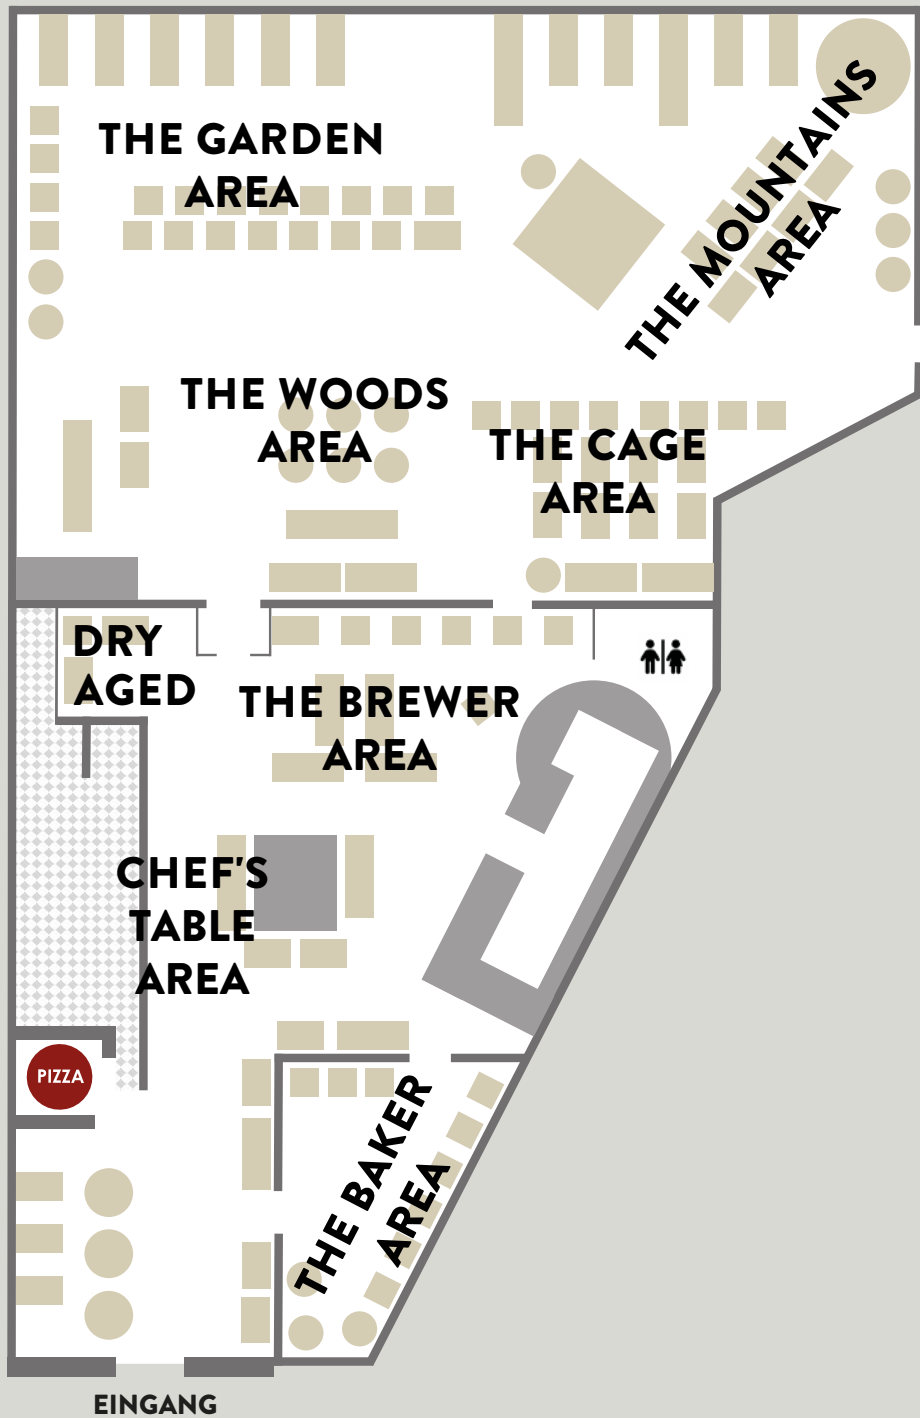 THE GARDEN
AREA
THE MOUNTAINS
AREA
THE WOODS
AREA
THE CAGE
AREA
DRY
AGED
THE BREWER
AREA
CHEF'S
TABLE
AREA
PIZZA
THE BAKER
AREA
EINGANG